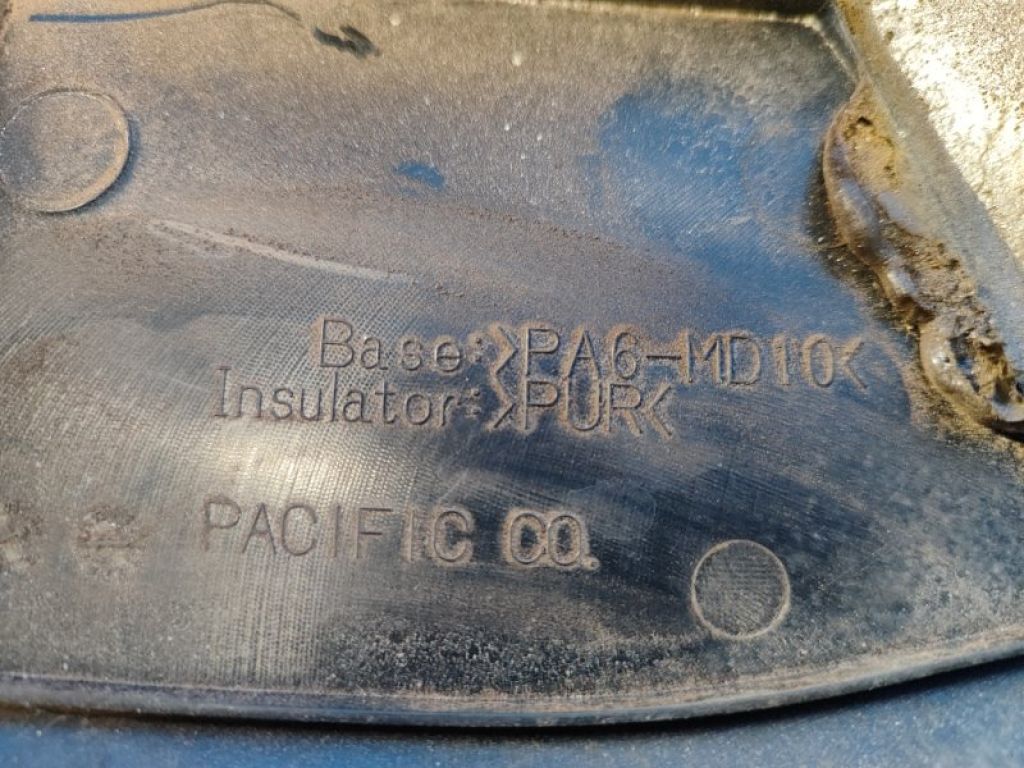 Base:>PA6-MD10<
Insulator:>PUR<
PACIFIC CO.